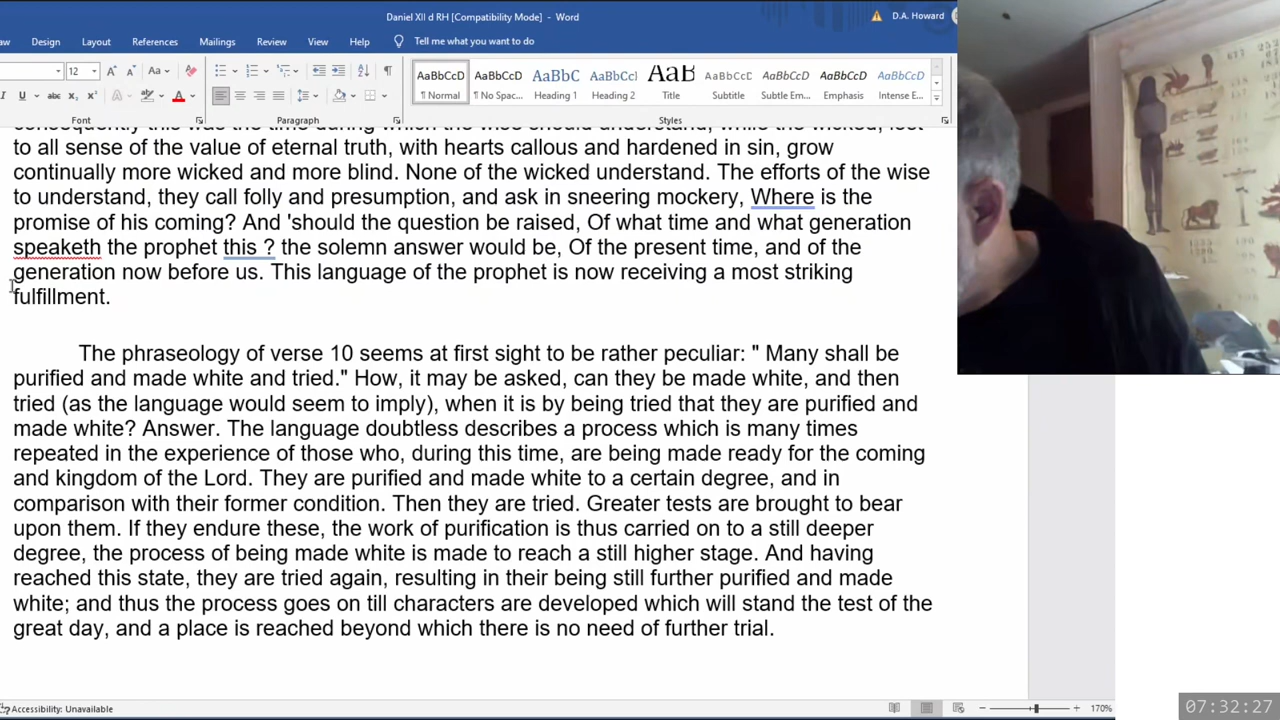 Daniel XII d RH [Compatibility Mode] - Word
D.A. Howard
Design Layout References Mailings Review View Help Tell me what you want to do
12
AaBbCcD AaBbCcD AaBbC AaBbCcl AaB AaBbCcD AaBbCcD AaBbCcD AaBbCcD
¶ Normal ¶ No Spac... Heading 1 Heading 2 Title Subtitle Subtle Em... Emphasis Intense E...
Font Paragraph Styles
consequently this was the time during which the wise should understand, while the wicked, lost
to all sense of the value of eternal truth, with hearts callous and hardened in sin, grow
continually more wicked and more blind. None of the wicked understand. The efforts of the wise
to understand, they call folly and presumption, and ask in sneering mockery, Where is the
promise of his coming? And 'should the question be raised, Of what time and what generation
speaketh the prophet this ? the solemn answer would be, Of the present time, and of the
generation now before us. This language of the prophet is now receiving a most striking
fulfillment.
The phraseology of verse 10 seems at first sight to be rather peculiar: " Many shall be
purified and made white and tried." How, it may be asked, can they be made white, and then
tried (as the language would seem to imply), when it is by being tried that they are purified and
made white? Answer. The language doubtless describes a process which is many times
repeated in the experience of those who, during this time, are being made ready for the coming
and kingdom of the Lord. They are purified and made white to a certain degree, and in
comparison with their former condition. Then they are tried. Greater tests are brought to bear
upon them. If they endure these, the work of purification is thus carried on to a still deeper
degree, the process of being made white is made to reach a still higher stage. And having
reached this state, they are tried again, resulting in their being still further purified and made
white; and thus the process goes on till characters are developed which will stand the test of the
great day, and a place is reached beyond which there is no need of further trial.
Accessibility: Unavailable
170%
07:32:27